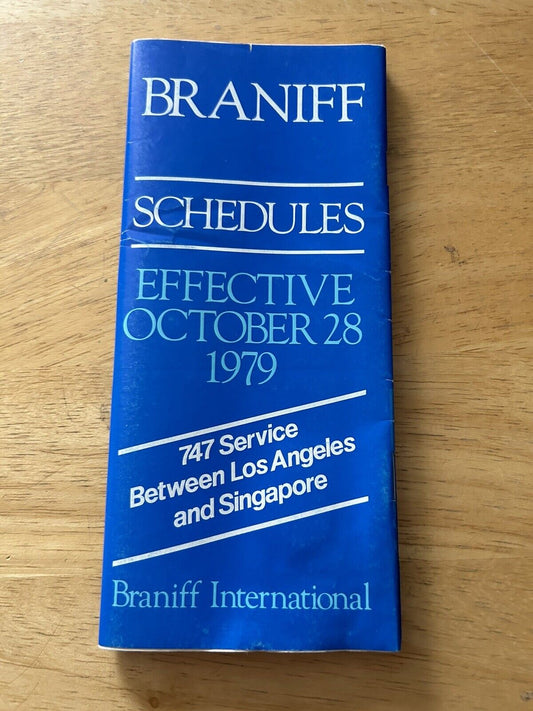 BRANIFF
SCHEDULES
EFFECTIVE
OCTOBER 28
1979
747 Service
Between Los Angeles
and Singapore
Braniff International